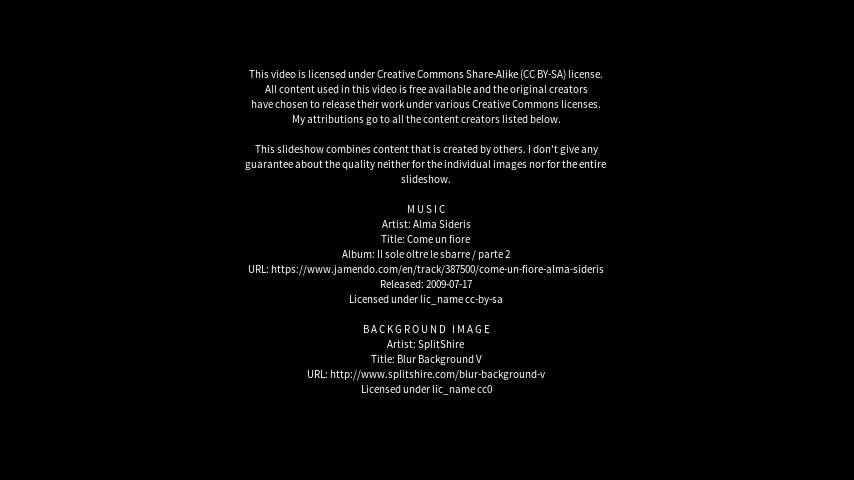 This video is licensed under Creative Commons Share-Alike (CC BY-SA) license.
All content used in this video is free available and the original creators
have chosen to release their work under various Creative Commons licenses.
My attributions go to all the content creators listed below.
This slideshow combines content that is created by others. I don't give any
guarantee about the quality neither for the individual images nor for the entire
slideshow.
MUSIC
Artist: Alma Sideris
Title: Come un fiore
Album: Il sole oltre le sbarre / parte 2
URL: https://www.jamendo.com/en/track/387500/come-un-fiore-alma-sideris
Released: 2009-07-17
Licensed under lic_name cc-by-sa
BACKGROUND IMAGE
Artist: SplitShire
Title: Blur Background V
URL: http://www.splitshire.com/blur-background-v
Licensed under lic_name cc0